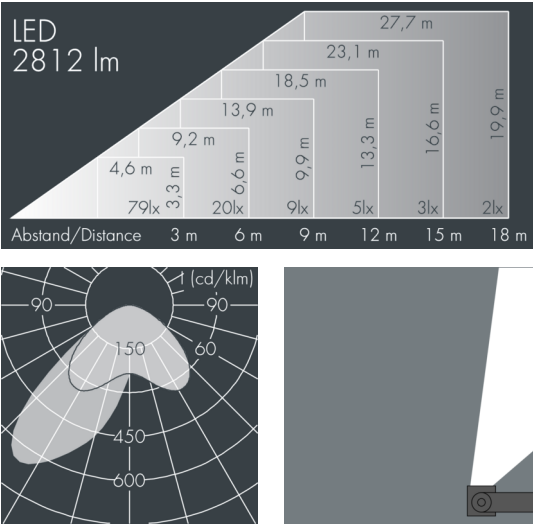 LED
2812 lm
27,7 m
23,1 m
18,5 m
13,9 m
9,2 m
4,6 m
3,3 m
6,6 m
9,9 m
13,3 m
16,6 m
19,9 m
79lx 20lx 9lx 5lx 3lx 2lx
Abstand/Distance 3 m 6 m 9 m 12 m 15 m 18 m
I (cd/klm)
90 90
150 60
450
600